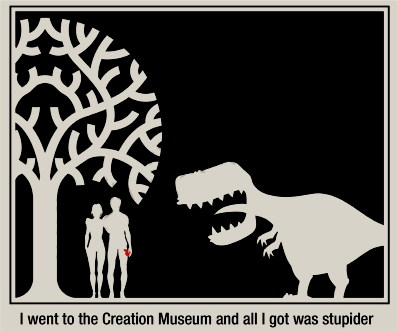 I went to the Creation Museum and all I got was stupider